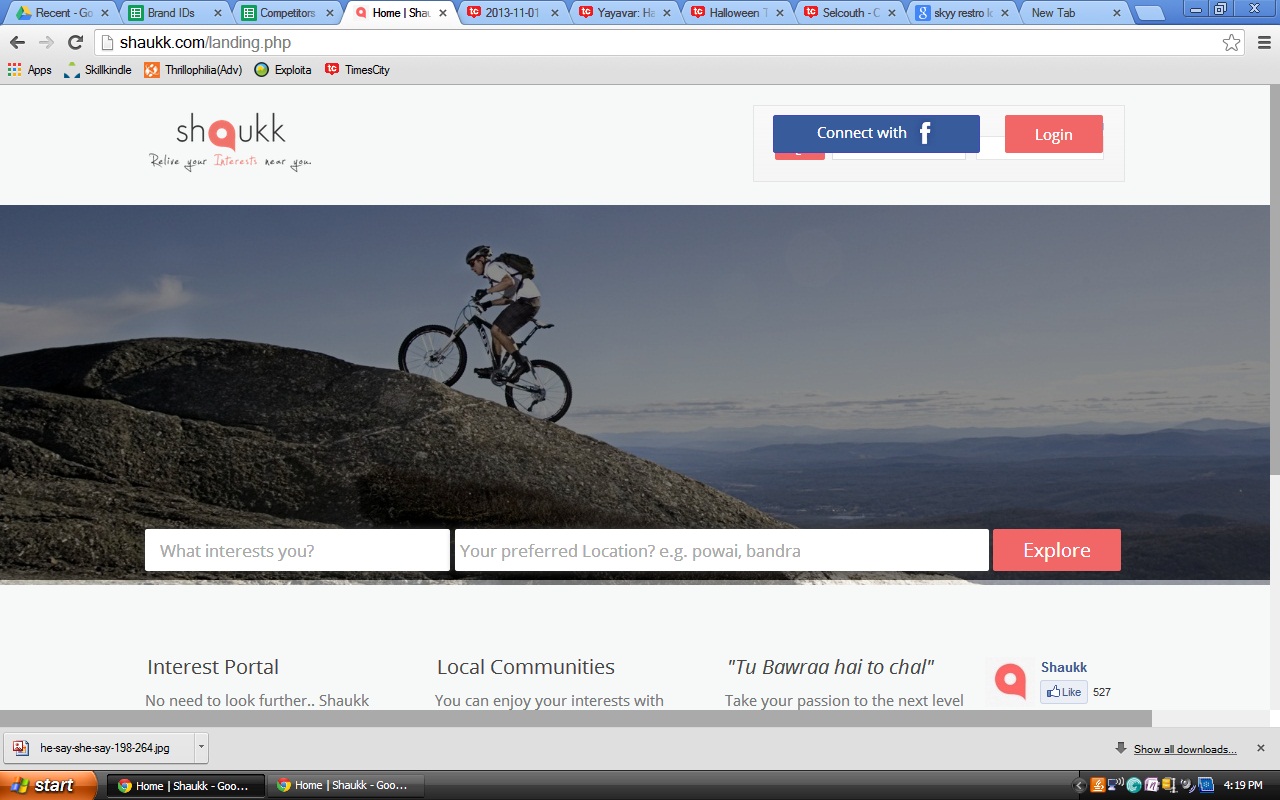 Recent - Go
Brand IDs
Competitors
Home | Shau
2013-11-01
Yayavar: Ha
Halloween T
Selcouth - C
skyy restro k
New Tab
shaukk.com/landing.php
Apps
Skillkindle
Thrillophilia(Adv)
Exploita
TimesCity
shaukk
Relive your Interests near you.
Connect with f
Login
What interests you?
Your preferred Location? e.g. powai, bandra
Explore
Interest Portal
No need to look further.. Shaukk
Local Communities
You can enjoy your interests with
"Tu Bawraa hai to chal"
Take your passion to the next level
Shaukk
Like 527
he-say-she-say-198-264.jpg
Show all downloads...
start
Home | Shaukk - Goo...
Home | Shaukk - Goo...
4:19 PM